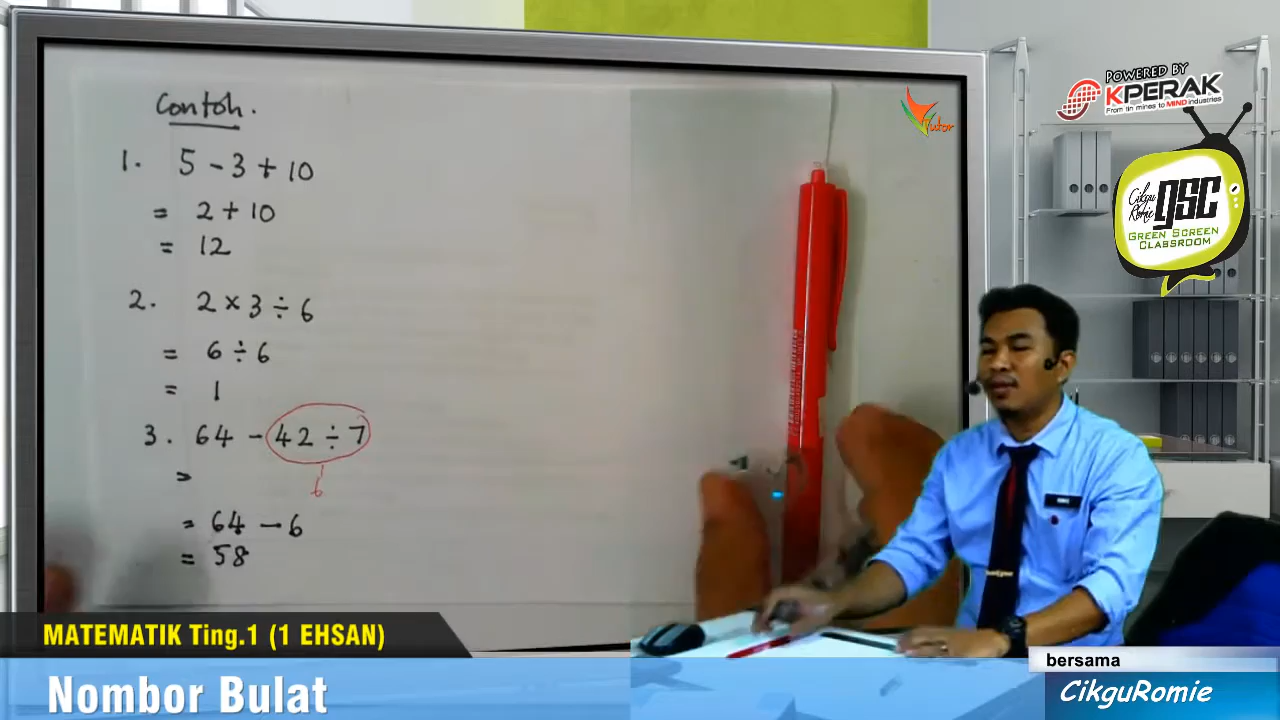 Contoh.
1. 5 - 3 + 10
= 2 + 10
= 12
2. 2 × 3 ÷ 6
= 6 ÷ 6
= 1
3. 64 - 42 ÷ 7
=
6
= 64 - 6
= 58
Tutor
POWERED BY
KPERAK
From tin mines to MIND industries
Cikgu
Romie GSC
GREEN SCREEN
CLASSROOM
MATEMATIK Ting.1 (1 EHSAN)
Nombor Bulat
bersama
CikguRomie